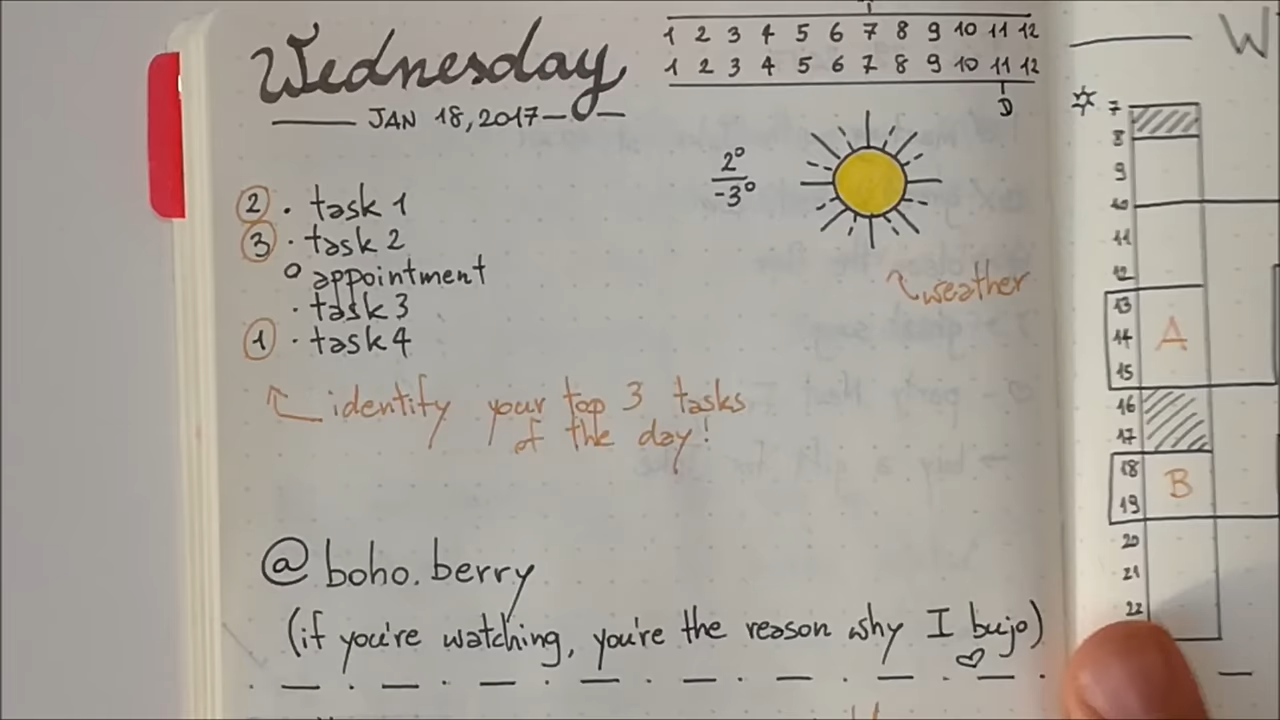 Wednesday
JAN 18, 2017
1 2 3 4 5 6 7 8 9 10 11 12
1 2 3 4 5 6 7 8 9 10 11 12
D
2°
-3°
weather
2 · task 1
3 · task 2
o appointment
· task 3
1 · task 4
identify your top 3 tasks
of the day!
@boho.berry
(if you're watching, you're the reason why I bujo)
W
7
8
9
10
11
12
13
14 A
15
16
17
18 B
19
20
21
22